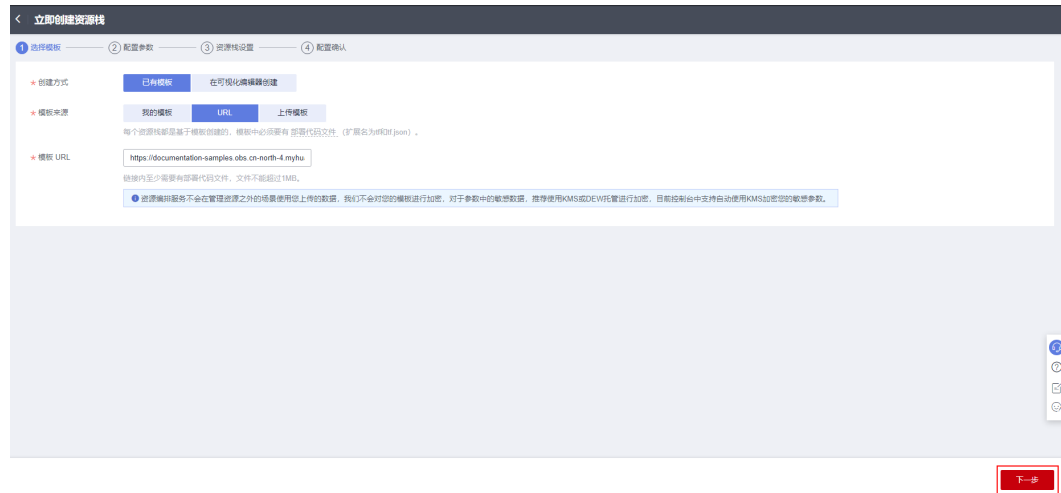 立即创建资源栈
1 选择模板 2 配置参数 3 资源栈设置 4 配置确认
* 创建方式 已有模板 在可视化编辑器创建
* 模板来源 我的模板 URL 上传模板
每个资源栈都是基于模板创建的，模板中必须要有 部署代码文件 （扩展名为tf和tf.json）。
* 模板 URL https://documentation-samples.obs.cn-north-4.myhu
链接内至少需要有部署代码文件，文件不能超过1MB。
资源编排服务不会在管理资源之外的场景使用您上传的数据，我们不会对您的模板进行加密，对于参数中的敏感数据，推荐使用KMS或DEW托管进行加密，目前控制台中支持自动使用KMS加密您的敏感参数。
下一步